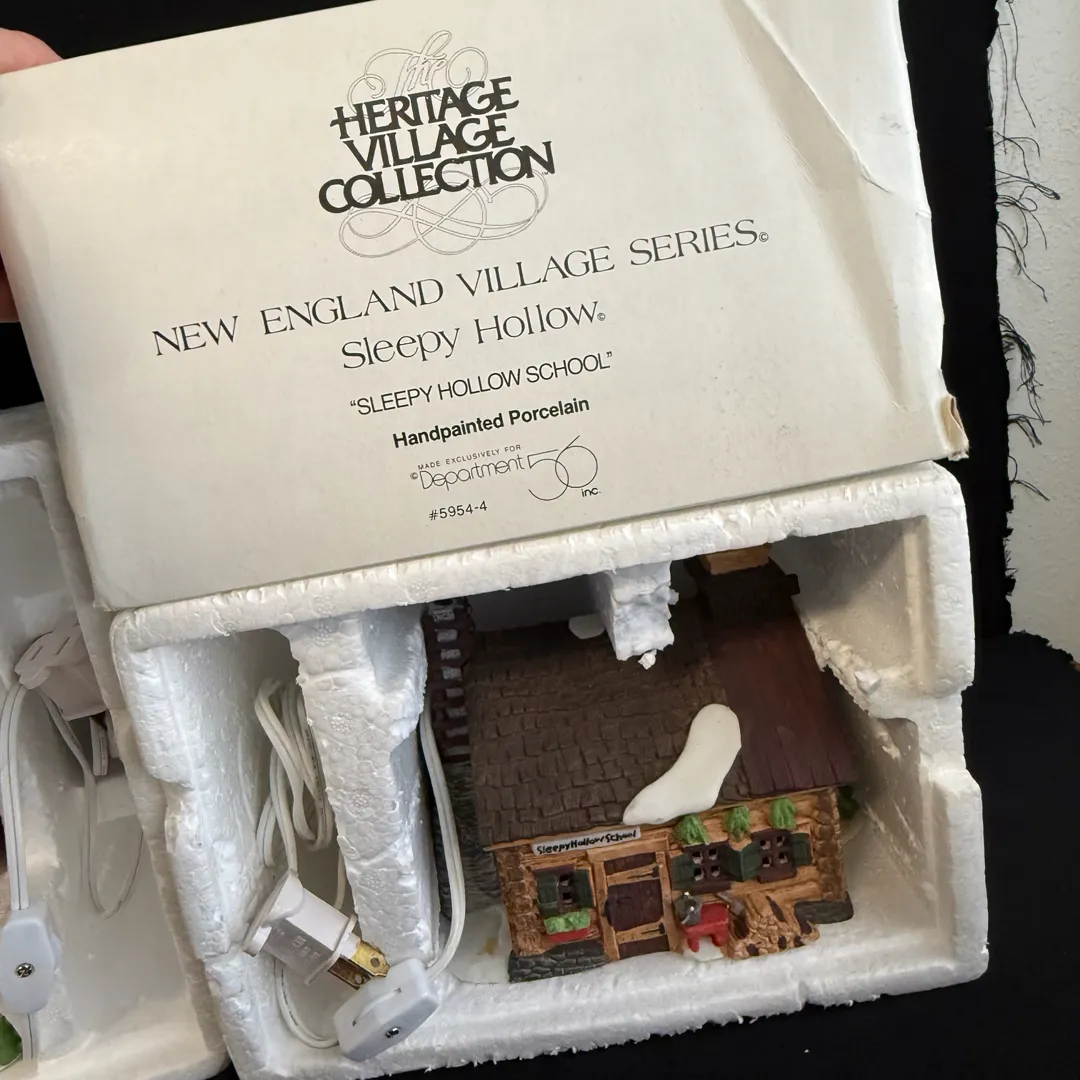 The
HERITAGE
VILLAGE
COLLECTION™
NEW ENGLAND VILLAGE SERIES©
Sleepy Hollow©
"SLEEPY HOLLOW SCHOOL"
Handpainted Porcelain
MADE EXCLUSIVELY FOR
©Department 56 inc.
#5954-4
Sleepy Hollow School